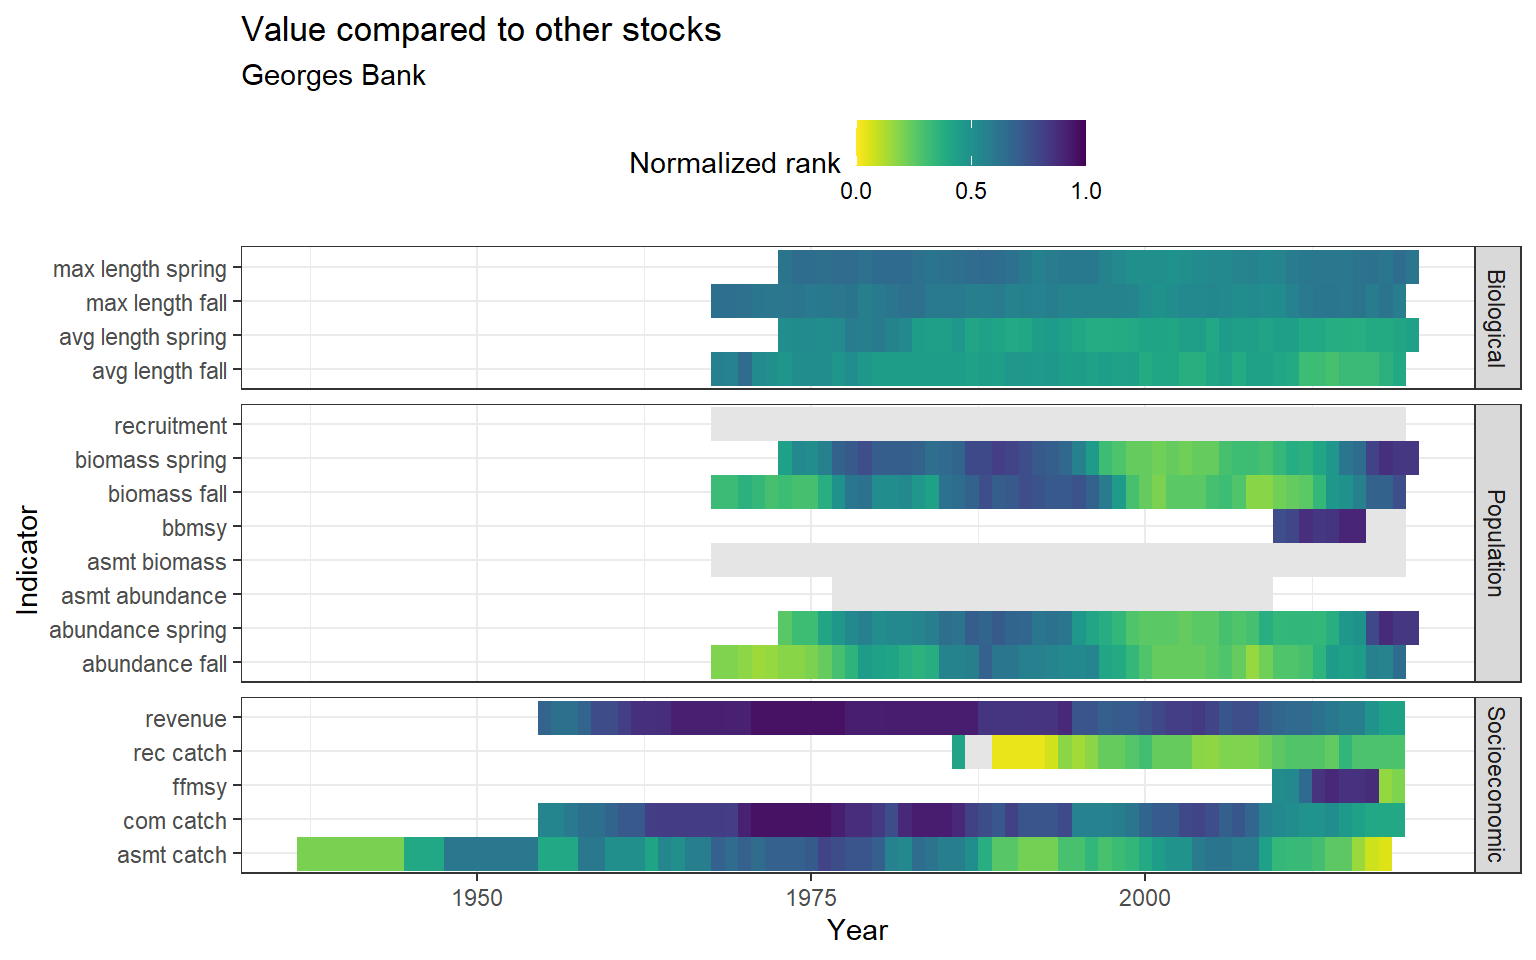 Value compared to other stocks
Georges Bank
Normalized rank
0.0 0.5 1.0
max length spring
max length fall
avg length spring
avg length fall
Biological
recruitment
biomass spring
biomass fall
bbmsy
asmt biomass
asmt abundance
abundance spring
abundance fall
Population
revenue
rec catch
ffmsy
com catch
asmt catch
Socioeconomic
Indicator
1950 1975 2000
Year